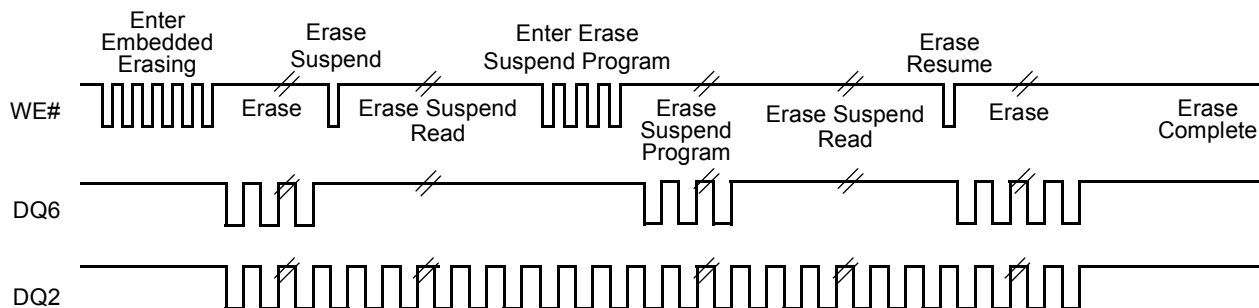 Enter
Embedded
Erasing
Erase
Suspend
Enter Erase
Suspend Program
Erase
Resume
WE#
Erase
Erase Suspend
Read
Erase
Suspend
Program
Erase Suspend
Read
Erase
Erase
Complete
DQ6
DQ2